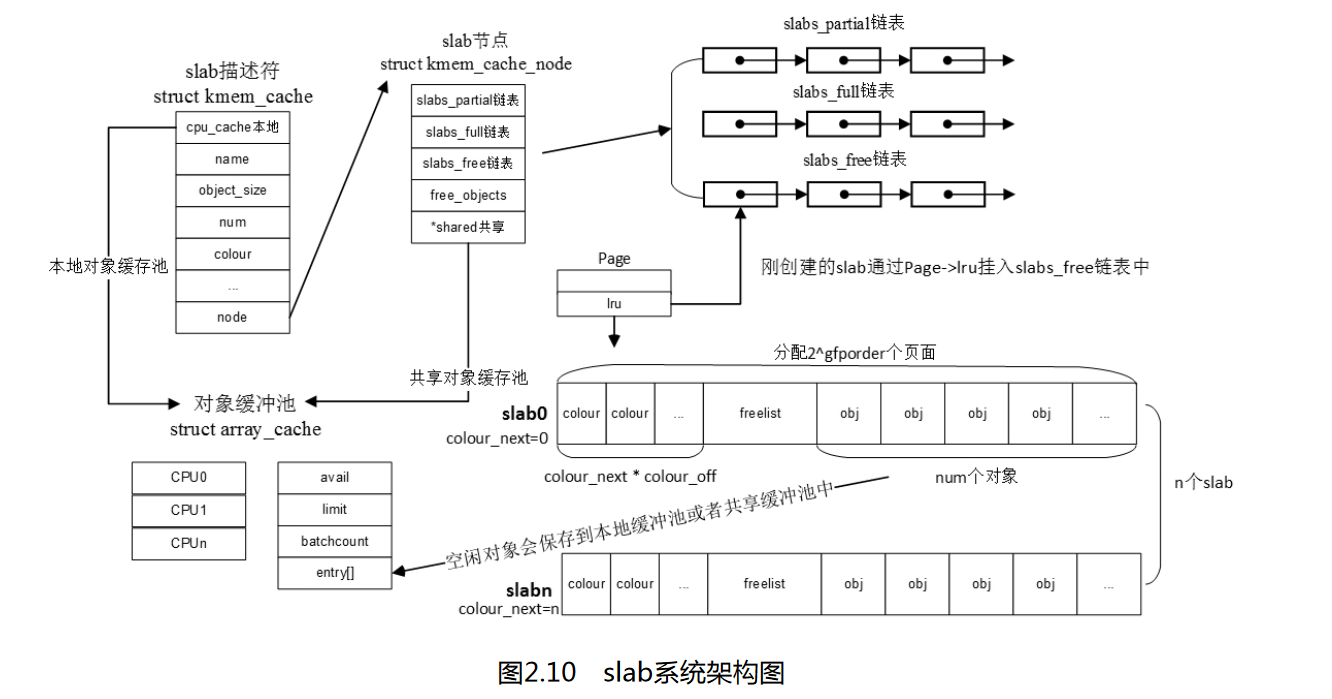 slab描述符
struct kmem_cache
cpu_cache本地
name
object_size
num
colour
...
node
本地对象缓存池
slab节点
struct kmem_cache_node
slabs_partial链表
slabs_full链表
slabs_free链表
free_objects
*shared共享
共享对象缓存池
slabs_partial链表
slabs_full链表
slabs_free链表
Page
lru
刚创建的slab通过Page->lru挂入slabs_free链表中
对象缓冲池
struct array_cache
CPU0
CPU1
CPUn
avail
limit
batchcount
entry[]
分配2^gfporder个页面
slab0
colour_next=0
colour
colour
...
freelist
obj
obj
obj
obj
...
colour_next * colour_off
num个对象
n个slab
空闲对象会保存到本地缓冲池或者共享缓冲池中
slabn
colour_next=n
colour
colour
...
freelist
obj
obj
obj
obj
...
图2.10 slab系统架构图